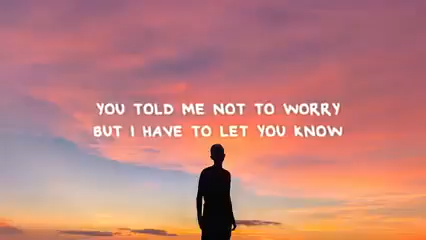 YOU TOLD ME NOT TO WORRY
BUT I HAVE TO LET YOU KNOW